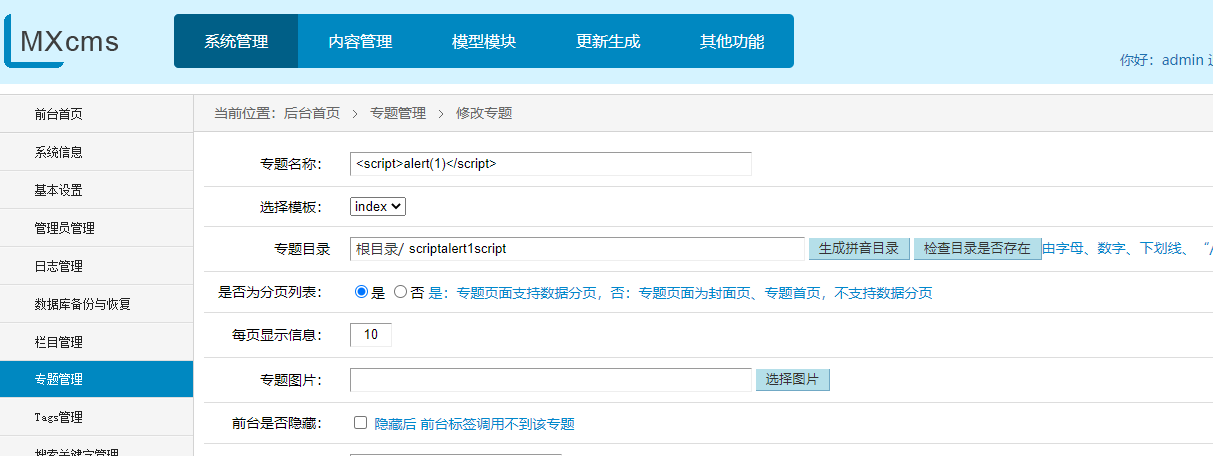 MXcms
系统管理 内容管理 模型模块 更新生成 其他功能
你好：admin
前台首页
系统信息
基本设置
管理员管理
日志管理
数据库备份与恢复
栏目管理
专题管理
Tags管理
搜索关键字管理
当前位置：后台首页 > 专题管理 > 修改专题
专题名称： <script>alert(1)</script>
选择模板： index
专题目录 根目录/ scriptalert1script 生成拼音目录 检查目录是否存在 由字母、数字、下划线、“/
是否为分页列表： 是 否 是：专题页面支持数据分页，否：专题页面为封面页、专题首页，不支持数据分页
每页显示信息： 10
专题图片： 选择图片
前台是否隐藏： 隐藏后 前台标签调用不到该专题